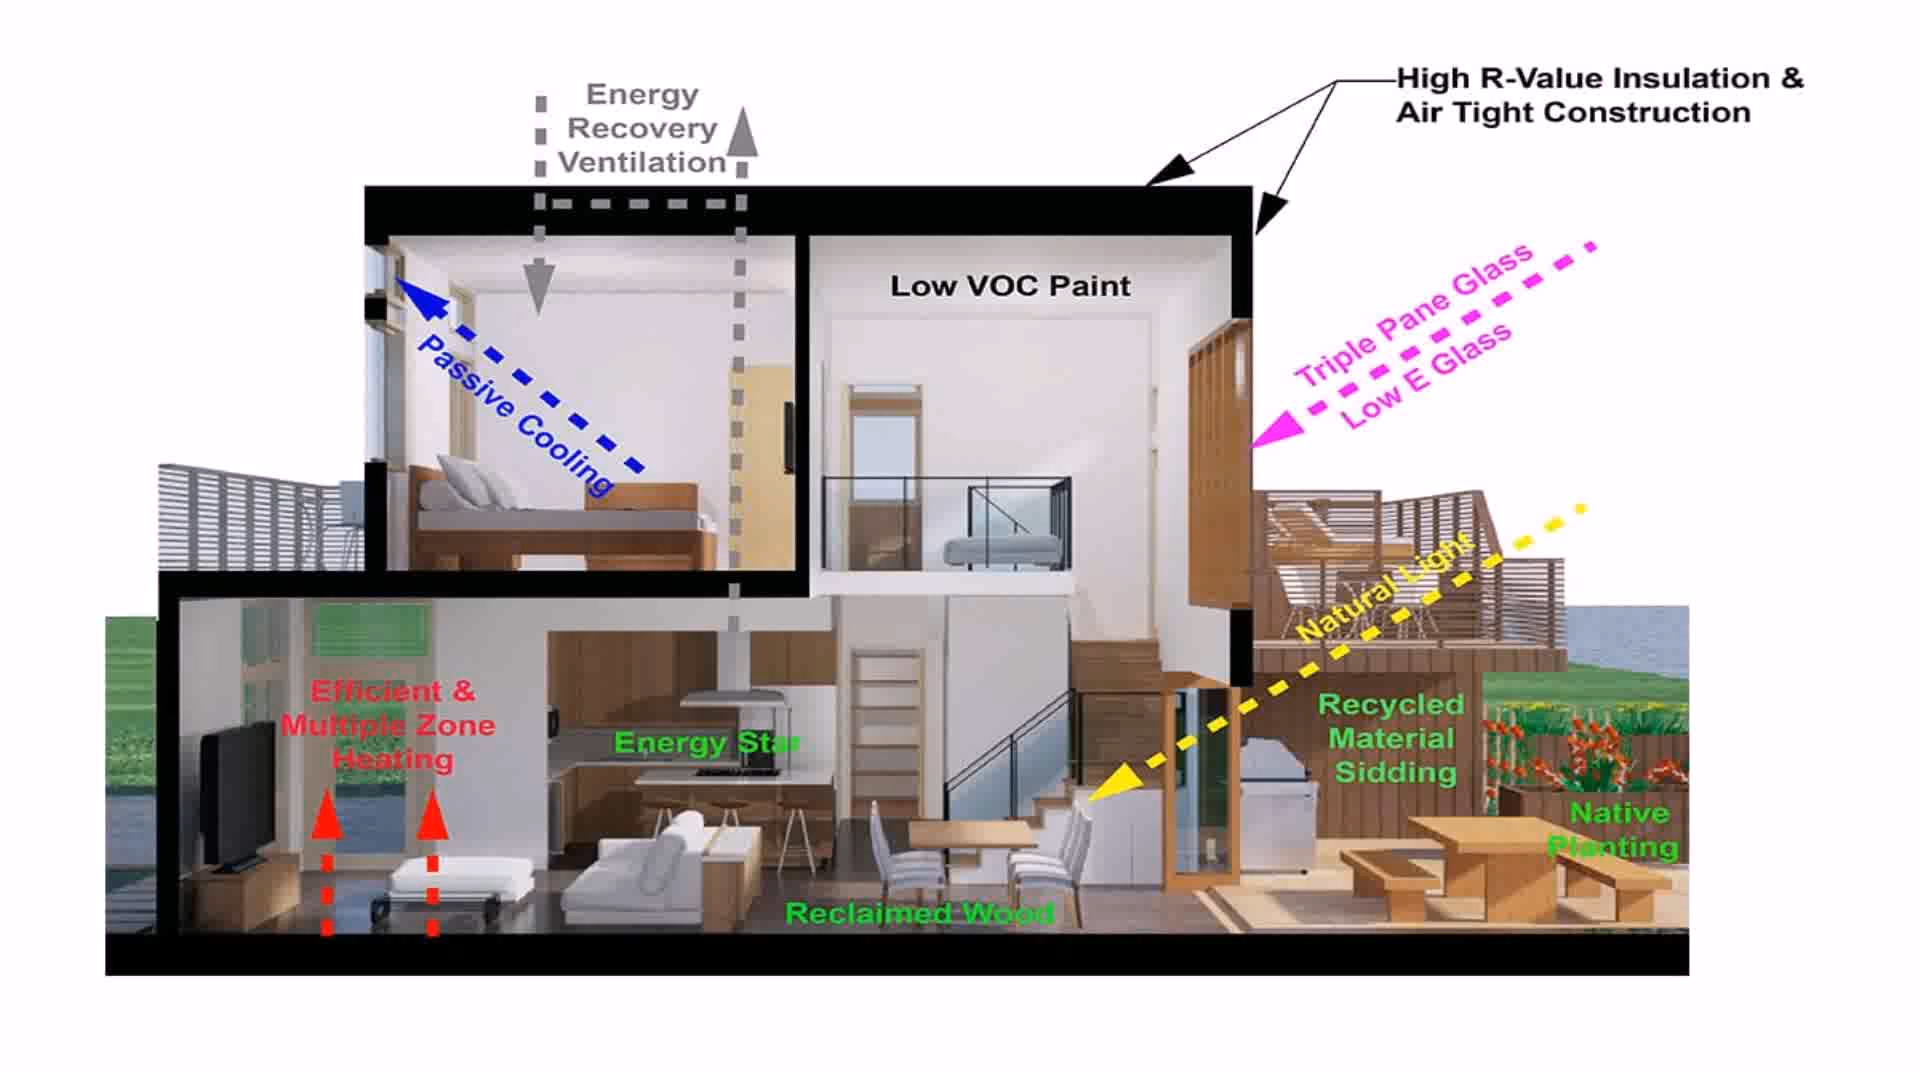 High R-Value Insulation &
Air Tight Construction
Energy
Recovery
Ventilation
Low VOC Paint
Triple Pane Glass
Low E Glass
Passive Cooling
Natural Light
Efficient &
Multiple Zone
Heating
Energy Star
Recycled
Material
Sidding
Native
Planting
Reclaimed Wood